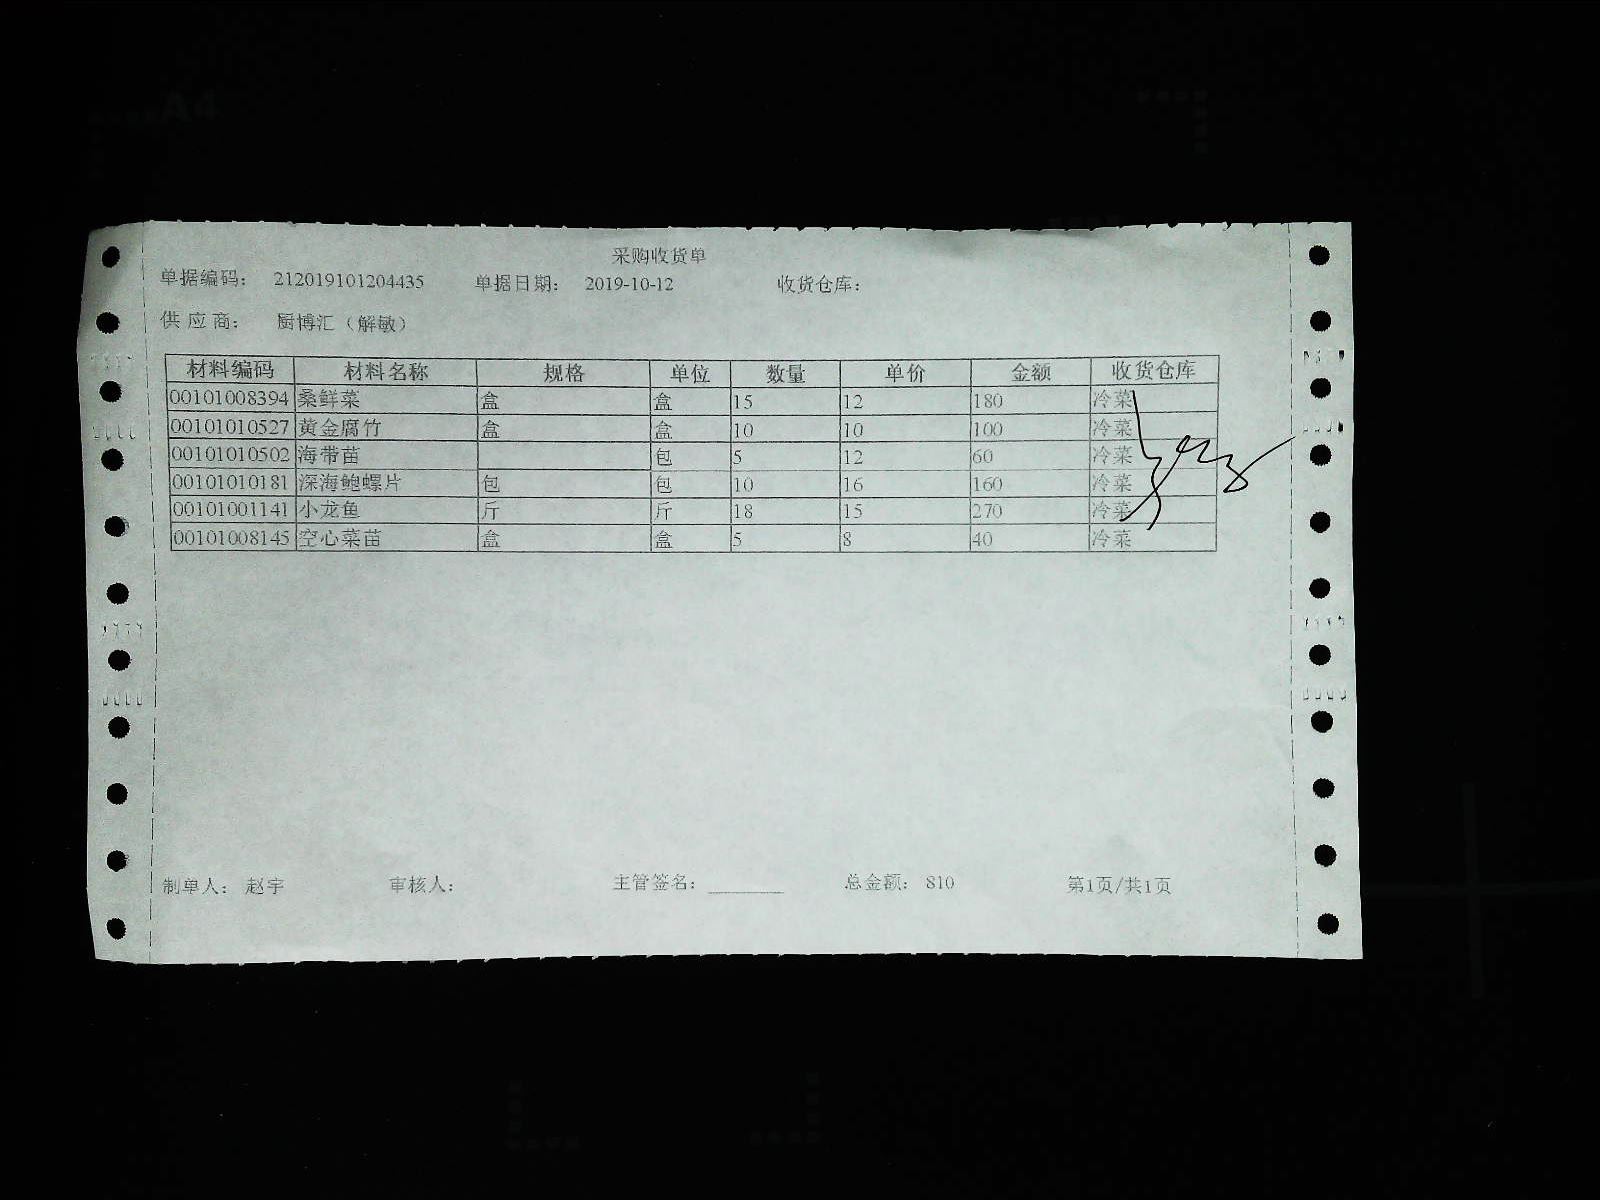 采购收货单
单据编码： 212019101204435 单据日期： 2019-10-12 收货仓库：
供应商： 厨博汇（解敏）
材料编码 材料名称 规格 单位 数量 单价 金额 收货仓库
00101008394 桑鲜菜 盒 盒 15 12 180 冷菜
00101010527 黄金腐竹 盒 盒 10 10 100 冷菜
00101010502 海带苗 包 5 12 60 冷菜
00101010181 深海鲍螺片 包 包 10 16 160 冷菜
00101001141 小龙鱼 斤 斤 18 15 270 冷菜
00101008145 空心菜苗 盒 盒 5 8 40 冷菜
制单人： 赵宇 审核人： 主管签名： 总金额： 810 第1页/共1页